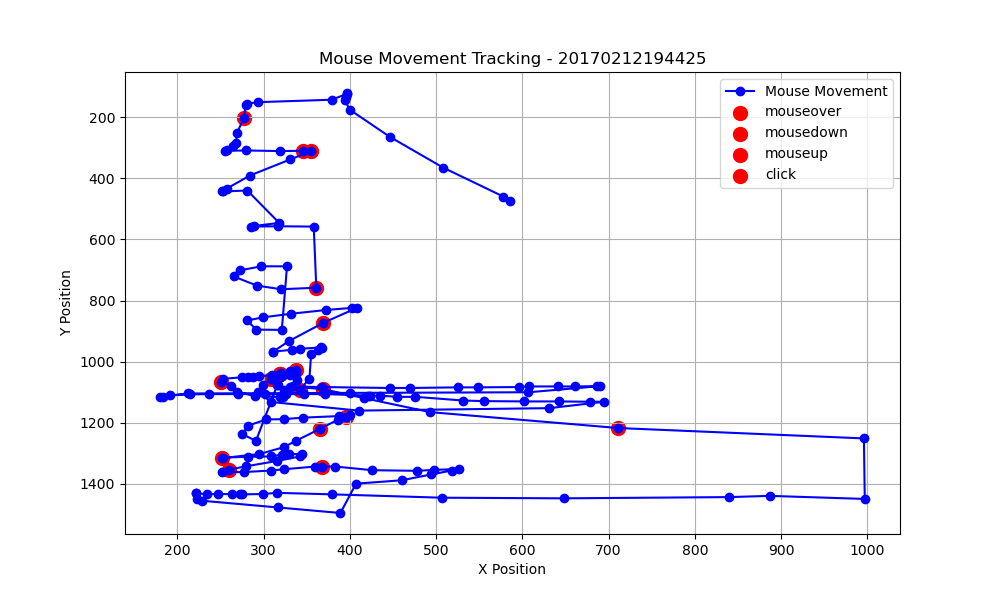 Mouse Movement Tracking - 20170212194425
Mouse Movement
mouseover
mousedown
mouseup
click
Y Position
200
400
600
800
1000
1200
1400
200 300 400 500 600 700 800 900 1000
X Position